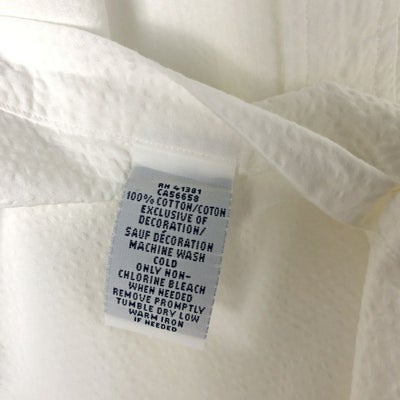 RN 41381
CA56658
100% COTTON/COTON
EXCLUSIVE OF
DECORATION/
SAUF DÉCORATION
MACHINE WASH
COLD
ONLY NON-
CHLORINE BLEACH
WHEN NEEDED
REMOVE PROMPTLY
TUMBLE DRY LOW
WARM IRON
IF NEEDED